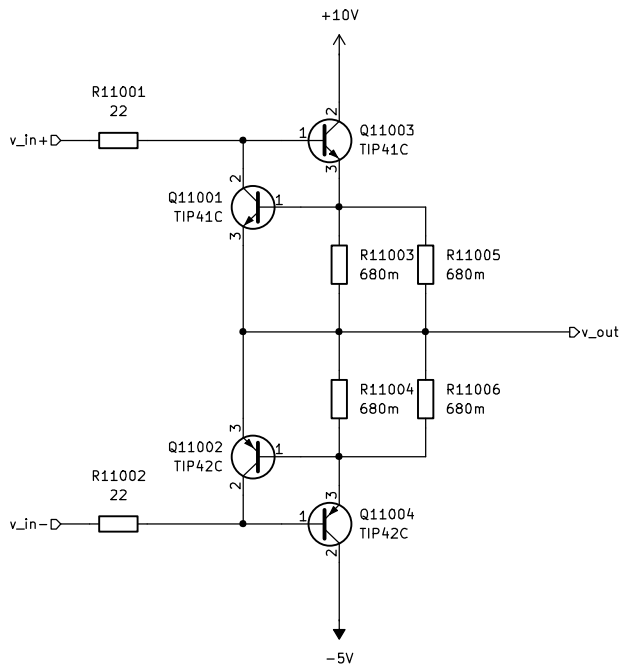 +10V
R11001
22
v_in+
1
2
Q11003
TIP41C
3
2
Q11001
TIP41C
1
3
R11003
680m
R11005
680m
v_out
R11004
680m
R11006
680m
3
Q11002
TIP42C
1
2
R11002
22
v_in-
1
3
Q11004
TIP42C
2
-5V